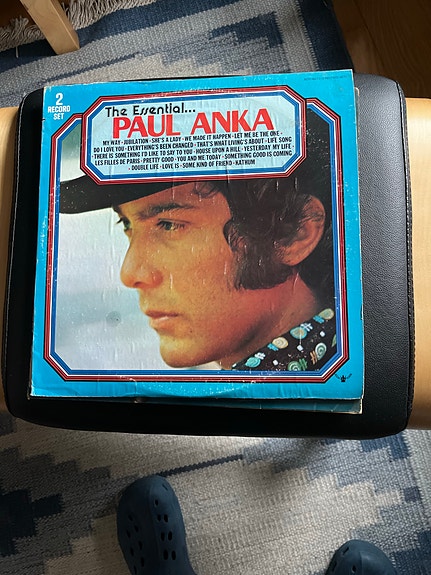 2
RECORD
SET
The Essential...
PAUL ANKA
MY WAY • JUBILATION • SHE'S A LADY • WE MADE IT HAPPEN • LET ME BE THE ONE •
DO I LOVE YOU • EVERYTHING'S BEEN CHANGED • THAT'S WHAT LIVING'S ABOUT • LIFE SONG
• THERE IS SOMETHING I'D LIKE TO SAY TO YOU • HOUSE UPON A HILL • YESTERDAY MY LIFE •
LES FILLES DE PARIS • PRETTY GOOD • YOU AND ME TODAY • SOMETHING GOOD IS COMING
• DOUBLE LIFE • LOVE IS • SOME KIND OF FRIEND • KATHUM